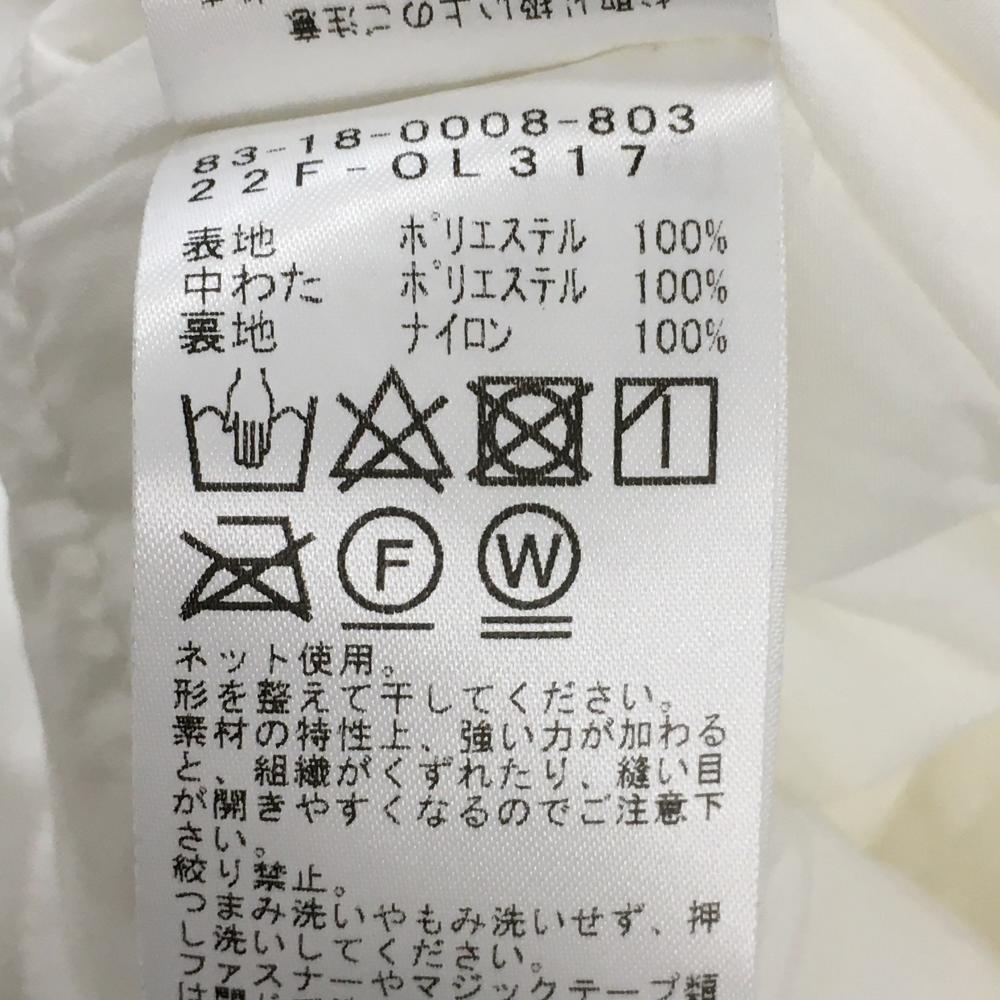 83-18-0008-803
22F-OL317
表地 ポリエステル 100%
中わた ポリエステル 100%
裏地 ナイロン 100%
F W
ネット使用。
形を整えて干してください。
素材の特性上、強い力が加わる
と、組織がくずれたり、縫い目
が開きやすくなるのでご注意下
さい。
絞り禁止。
つまみ洗いやもみ洗いせず、押
し洗いしてください。
ファスナーやマジックテープ類